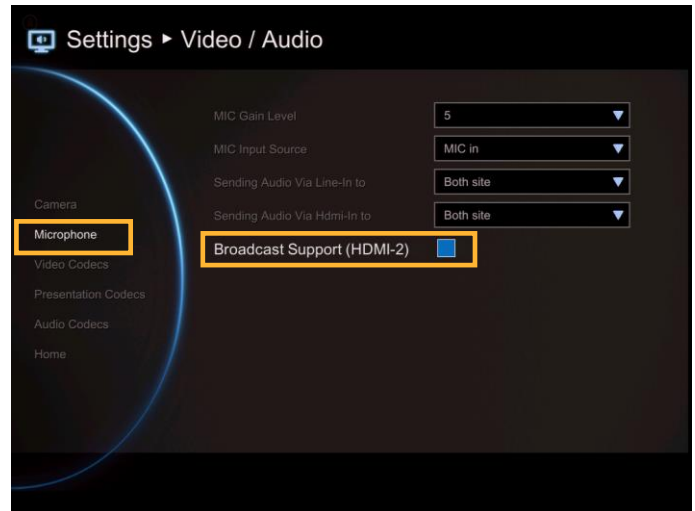 Settings ► Video / Audio
MIC Gain Level 5
MIC Input Source MIC in
Sending Audio Via Line-In to Both site
Sending Audio Via Hdmi-In to Both site
Broadcast Support (HDMI-2)
Camera
Microphone
Video Codecs
Presentation Codecs
Audio Codecs
Home